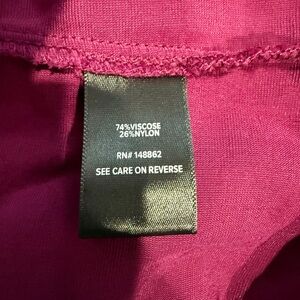 74%VISCOSE
26%NYLON
RN# 148862
SEE CARE ON REVERSE